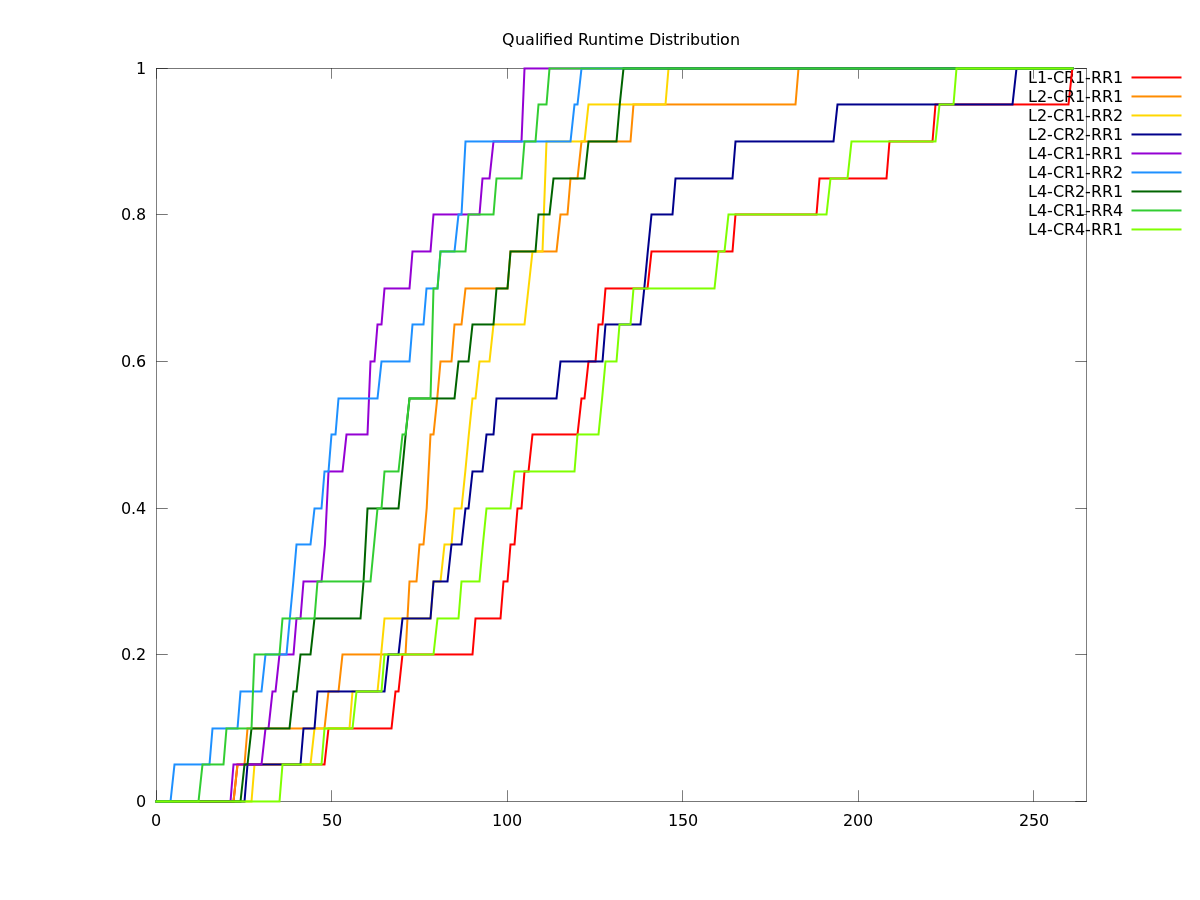 Qualified Runtime Distribution
1
0.8
0.6
0.4
0.2
0
0 50 100 150 200 250
L1-CR1-RR1
L2-CR1-RR1
L2-CR1-RR2
L2-CR2-RR1
L4-CR1-RR1
L4-CR1-RR2
L4-CR2-RR1
L4-CR1-RR4
L4-CR4-RR1